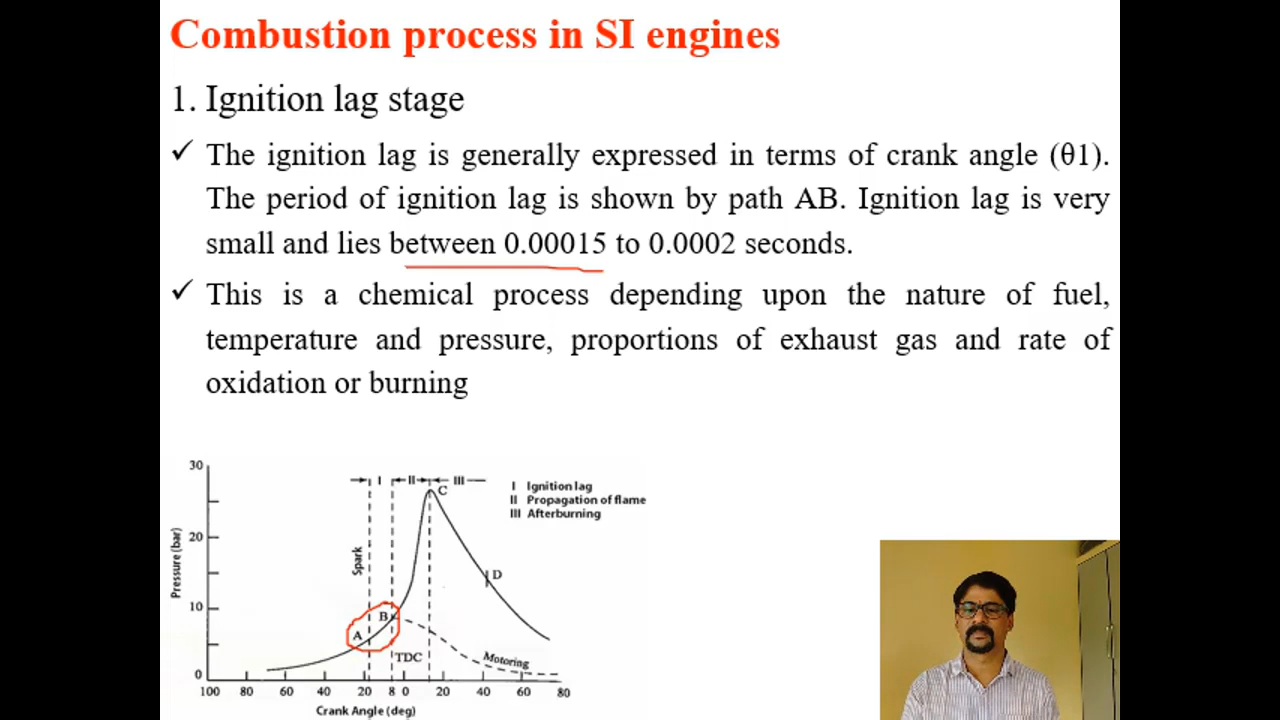 Combustion process in SI engines
1. Ignition lag stage
✓ The ignition lag is generally expressed in terms of crank angle (θ1).
The period of ignition lag is shown by path AB. Ignition lag is very
small and lies between 0.00015 to 0.0002 seconds.
✓ This is a chemical process depending upon the nature of fuel,
temperature and pressure, proportions of exhaust gas and rate of
oxidation or burning
30
20
10
0
Pressure (bar)
I II III
I Ignition lag
II Propagation of flame
III Afterburning
Spark
C
D
B
A
TDC
Motoring
100 80 60 40 20 8 0 20 40 60 80
Crank Angle (deg)